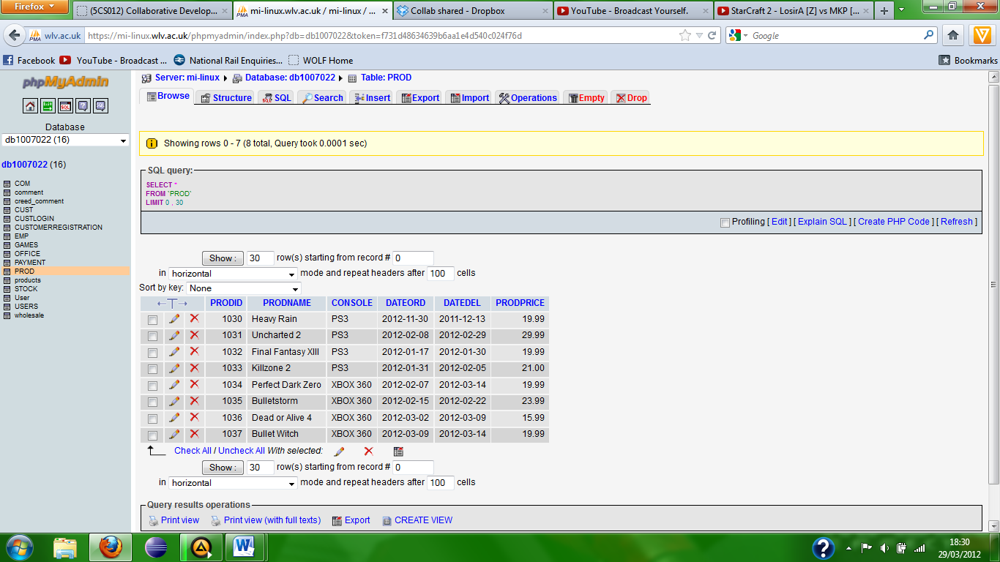 Firefox
(5CS012) Collaborative Develop...
mi-linux.wlv.ac.uk / mi-linux / ...
Collab shared - Dropbox
YouTube - Broadcast Yourself.
StarCraft 2 - LosirA [Z] vs MKP [...
wlv.ac.uk
https://mi-linux.wlv.ac.uk/phpmyadmin/index.php?db=db1007022&token=f731d48634639b6aa1e4d540c024f76d
Google
Facebook YouTube - Broadcast ... National Rail Enquiries... WOLF Home Bookmarks
phpMyAdmin
Database
db1007022 (16)
db1007022 (16)
COM
comment
creed_comment
CUST
CUSTLOGIN
CUSTOMERREGISTRATION
EMP
GAMES
OFFICE
PAYMENT
PROD
products
STOCK
User
USERS
wholesale
Server: mi-linux Database: db1007022 Table: PROD
Browse Structure SQL Search Insert Export Import Operations Empty Drop
Showing rows 0 - 7 (8 total, Query took 0.0001 sec)
SQL query:
SELECT *
FROM `PROD`
LIMIT 0 , 30
Profiling [ Edit ] [ Explain SQL ] [ Create PHP Code ] [ Refresh ]
Show : 30 row(s) starting from record # 0
in horizontal mode and repeat headers after 100 cells
Sort by key: None
PRODID PRODNAME CONSOLE DATEORD DATEDEL PRODPRICE
1030 Heavy Rain PS3 2012-11-30 2011-12-13 19.99
1031 Uncharted 2 PS3 2012-02-08 2012-02-29 29.99
1032 Final Fantasy XIII PS3 2012-01-17 2012-01-30 19.99
1033 Killzone 2 PS3 2012-01-31 2012-02-05 21.00
1034 Perfect Dark Zero XBOX 360 2012-02-07 2012-03-14 19.99
1035 Bulletstorm XBOX 360 2012-02-15 2012-02-22 23.99
1036 Dead or Alive 4 XBOX 360 2012-03-02 2012-03-09 15.99
1037 Bullet Witch XBOX 360 2012-03-09 2012-03-14 19.99
Check All / Uncheck All With selected:
Show : 30 row(s) starting from record # 0
in horizontal mode and repeat headers after 100 cells
Query results operations
Print view Print view (with full texts) Export CREATE VIEW
18:30
29/03/2012